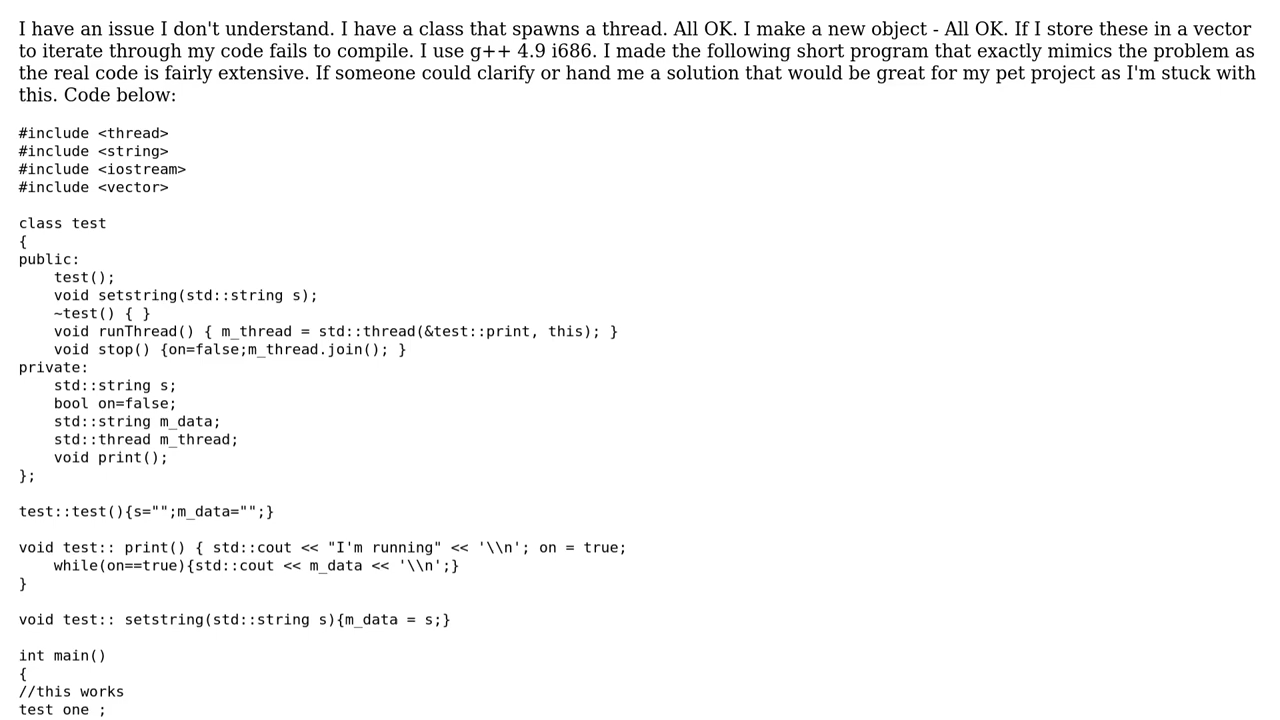 I have an issue I don't understand. I have a class that spawns a thread. All OK. I make a new object - All OK. If I store these in a vector
to iterate through my code fails to compile. I use g++ 4.9 i686. I made the following short program that exactly mimics the problem as
the real code is fairly extensive. If someone could clarify or hand me a solution that would be great for my pet project as I'm stuck with
this. Code below:

#include <thread>
#include <string>
#include <iostream>
#include <vector>

class test
{
public:
    test();
    void setstring(std::string s);
    ~test() { }
    void runThread() { m_thread = std::thread(&test::print, this); }
    void stop() {on=false;m_thread.join(); }
private:
    std::string s;
    bool on=false;
    std::string m_data;
    std::thread m_thread;
    void print();
};

test::test(){s="";m_data="";}

void test:: print() { std::cout << "I'm running" << '\\n'; on = true;
    while(on==true){std::cout << m_data << '\\n';}
}

void test:: setstring(std::string s){m_data = s;}

int main()
{
//this works
test one ;